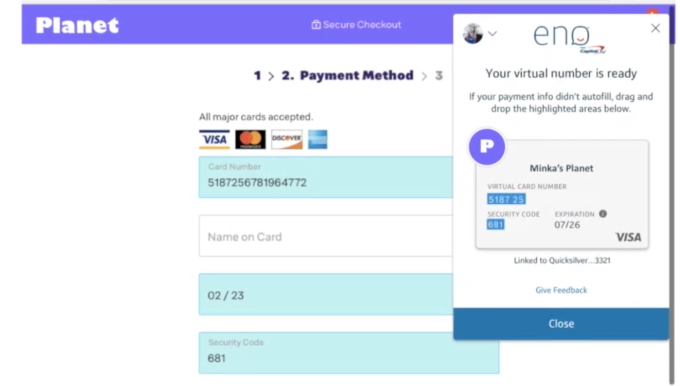 Planet
Secure Checkout
1 > 2. Payment Method > 3
All major cards accepted.
VISA MasterCard DISCOVER
Card Number
5187256781964772
Name on Card
02 / 23
Security Code
681
eno
Capital One
Your virtual number is ready
If your payment info didn't autofill, drag and
drop the highlighted areas below.
P
Minka's Planet
VIRTUAL CARD NUMBER
5187 25
SECURITY CODE EXPIRATION
681 07/26
VISA
Linked to Quicksilver...3321
Give Feedback
Close